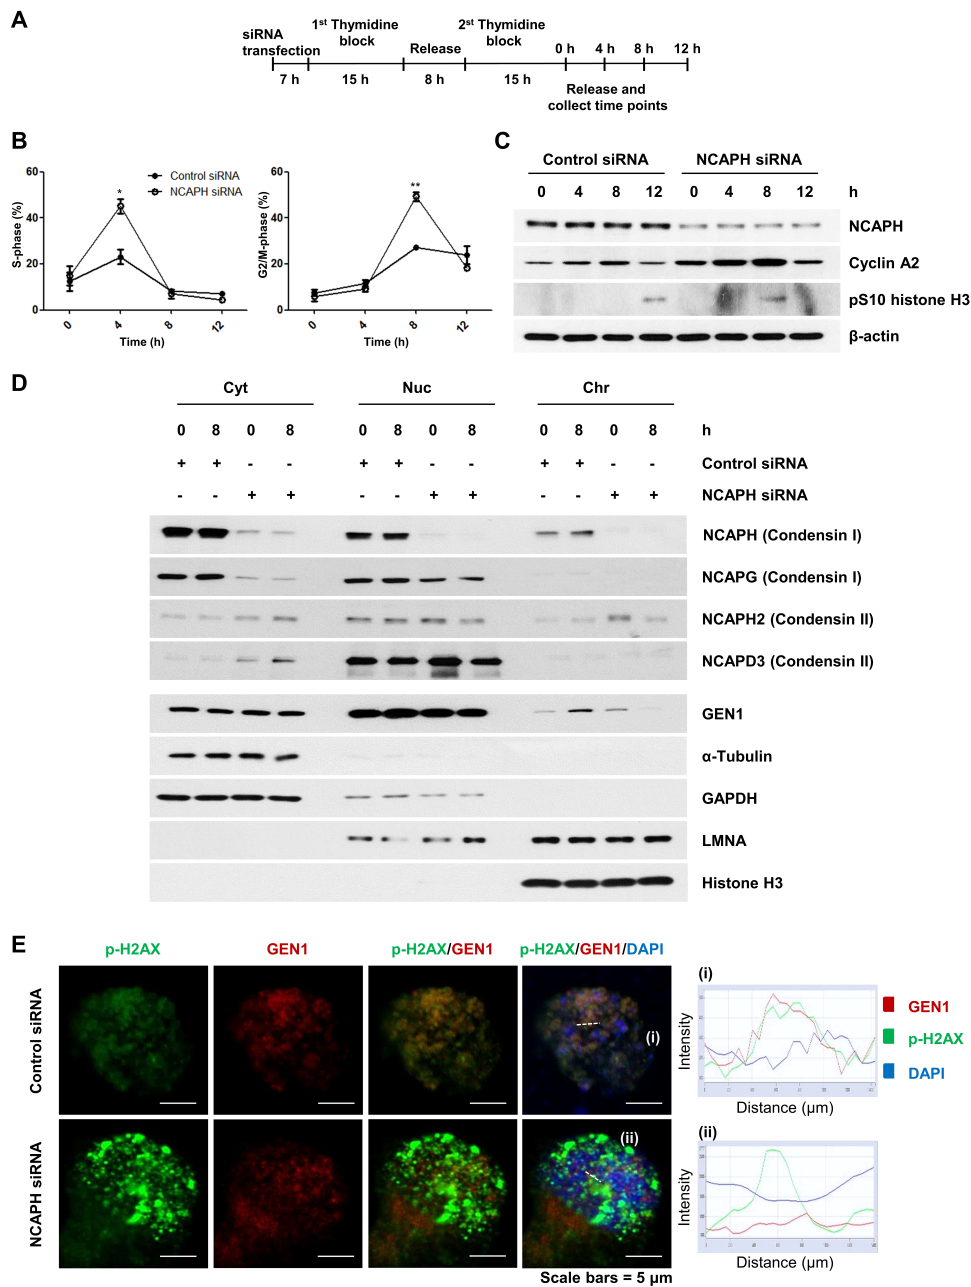 A
siRNA
transfection
1st Thymidine
block
Release
2st Thymidine
block
0 h 4 h 8 h 12 h
7 h 15 h 8 h 15 h
Release and
collect time points
B
60
40
20
0
S-phase (%)
*
Control siRNA
NCAPH siRNA
0 4 8 12
Time (h)
60
40
20
0
G2/M-phase (%)
**
0 4 8 12
Time (h)
C
Control siRNA NCAPH siRNA
0 4 8 12 0 4 8 12 h
NCAPH
Cyclin A2
pS10 histone H3
β-actin
D
Cyt Nuc Chr
0 8 0 8 0 8 0 8 0 8 0 8 h
+ + - - + + - - + + - - Control siRNA
- - + + - - + + - - + + NCAPH siRNA
NCAPH (Condensin I)
NCAPG (Condensin I)
NCAPH2 (Condensin II)
NCAPD3 (Condensin II)
GEN1
α-Tubulin
GAPDH
LMNA
Histone H3
E
p-H2AX GEN1 p-H2AX/GEN1 p-H2AX/GEN1/DAPI
Control siRNA
(i)
NCAPH siRNA
(ii)
Scale bars = 5 µm
(i)
Intensity
Distance (µm)
GEN1
p-H2AX
DAPI
(ii)
Intensity
Distance (µm)